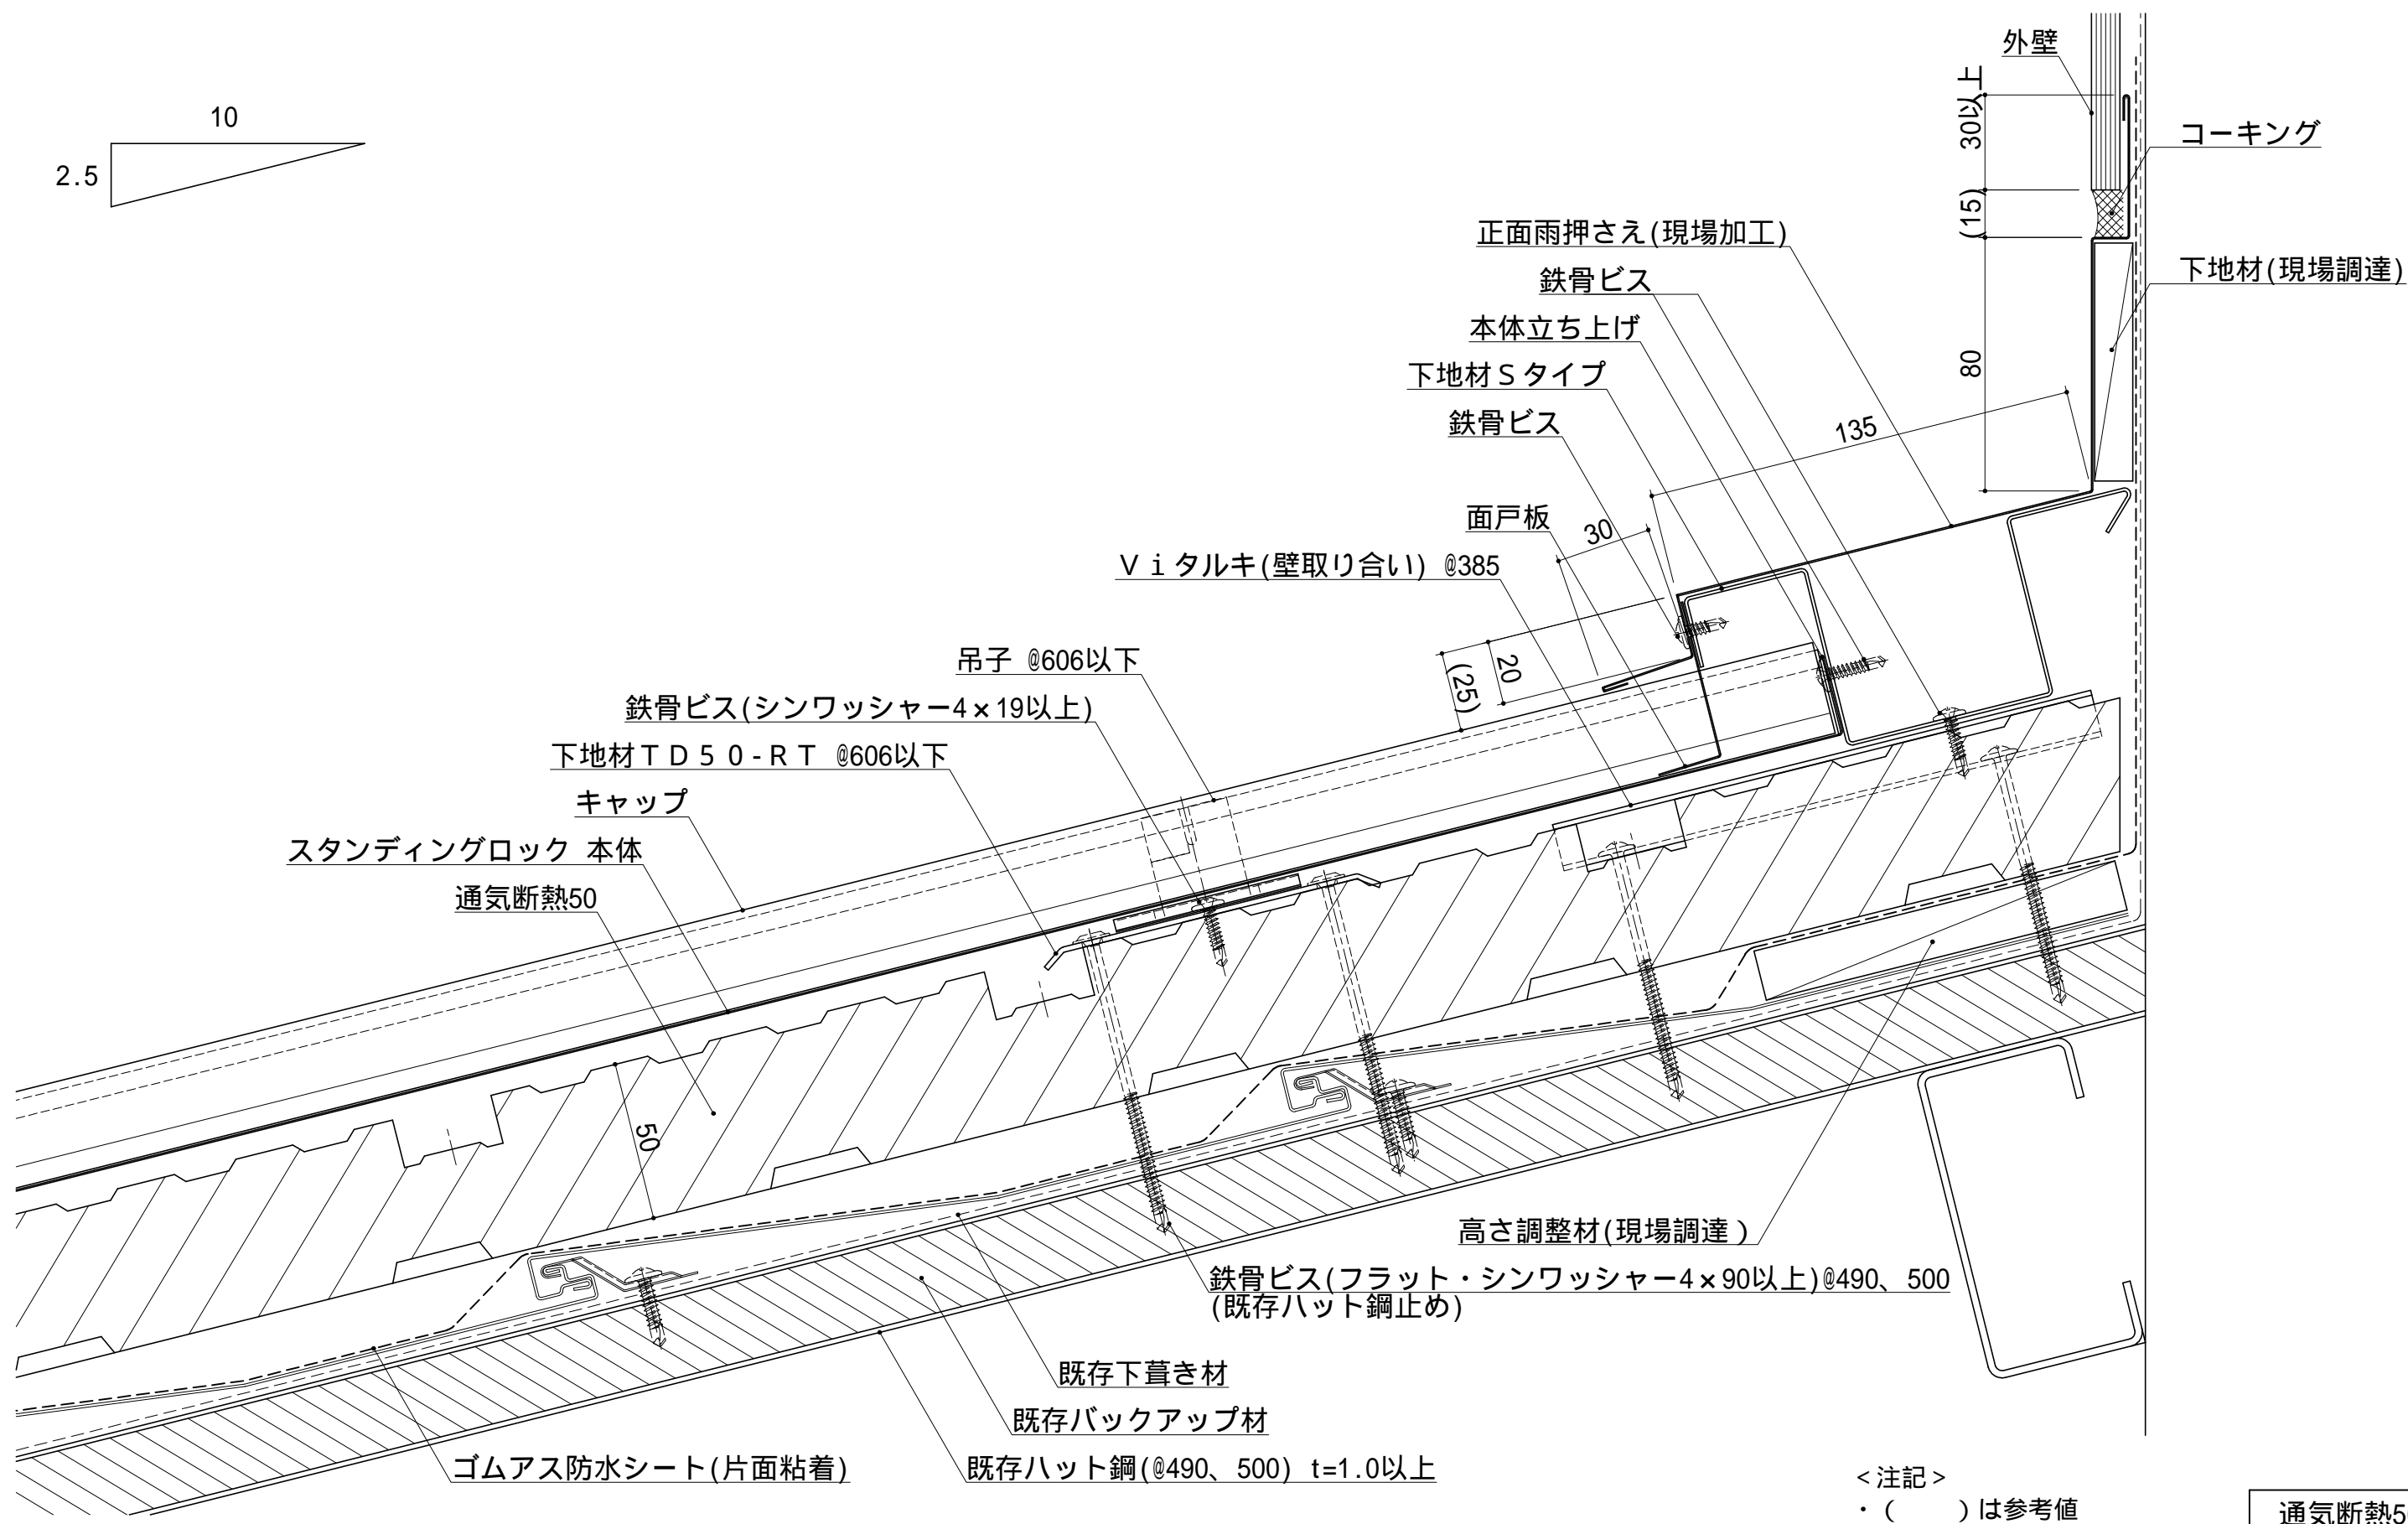 外壁
10
30以上
コーキング
2.5
(15)
正面雨押さえ(現場加工)
下地材(現場調達)
鉄骨ビス
本体立ち上げ
80
下地材Sタイプ
鉄骨ビス
135
面戸板
30
Viタルキ(壁取り合い) @385
吊子 @606以下
20
(25)
鉄骨ビス(シンワッシャー4×19以上)
下地材TD50-RT @606以下
キャップ
スタンディングロック 本体
通気断熱50
50
高さ調整材(現場調達)
鉄骨ビス(フラット・シンワッシャー4×90以上)@490、500
(既存ハット鋼止め)
既存下葺き材
既存バックアップ材
ゴムアス防水シート(片面粘着)
既存ハット鋼(@490、500) t=1.0以上
<注記>
・(　　)は参考値
通気断熱5